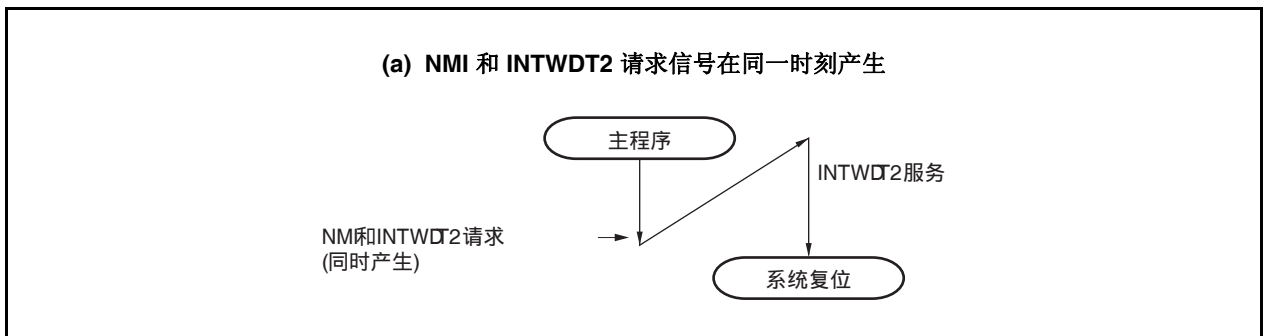 (a) NMI 和 INTWDT2 请求信号在同一时刻产生
主程序
INTWDT2服务
NM和INTWDT2请求
(同时产生)
系统复位